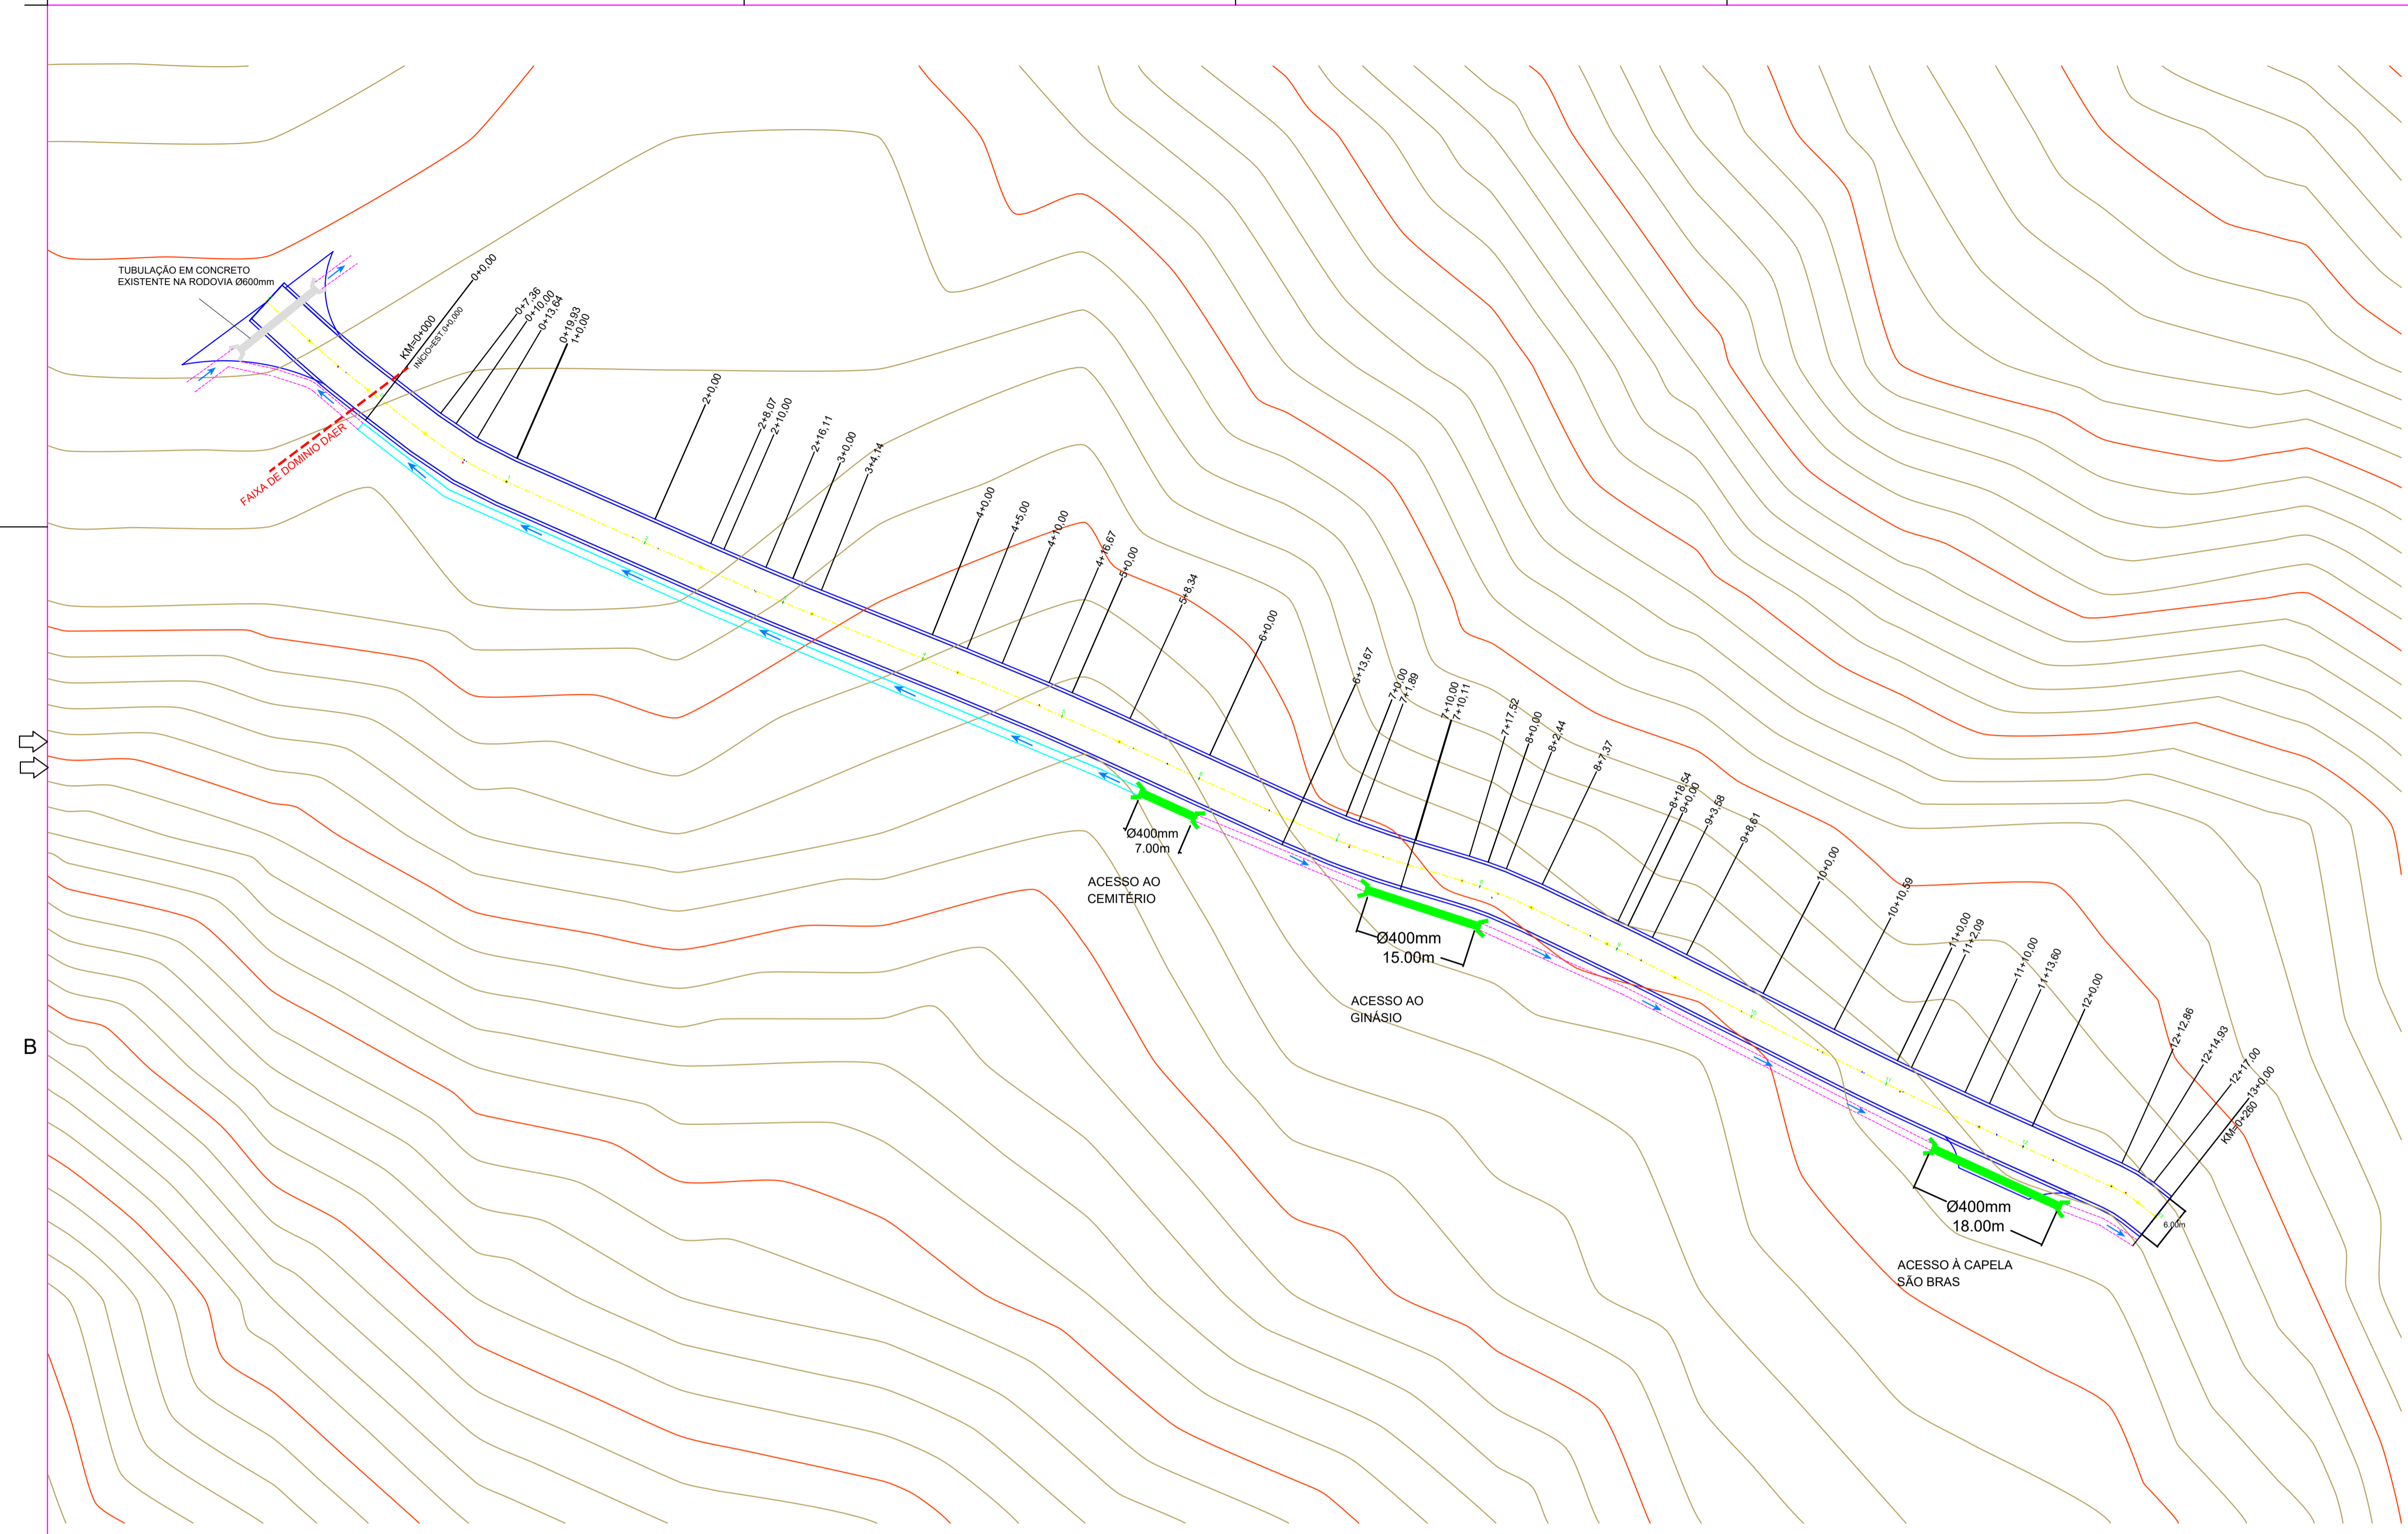 TUBULAÇÃO EM CONCRETO
EXISTENTE NA RODOVIA Ø600mm
KM=0+000
INÍCIO=EST.0+0,000
FAIXA DE DOMINIO DAER
0+0,00
0+7,36
0+10,00
0+13,64
0+19,93
1+0,00
2+0,00
2+8,07
2+10,00
2+16,11
3+0,00
3+4,14
4+0,00
4+5,00
4+10,00
4+16,67
5+0,00
5+8,34
6+0,00
6+13,67
7+0,00
7+1,89
7+10,00
7+10,11
7+17,52
8+0,00
8+2,44
8+7,37
8+18,54
9+0,00
9+3,58
9+8,61
10+0,00
10+10,59
11+0,00
11+2,09
11+10,00
11+13,60
12+0,00
12+12,86
12+14,93
12+17,00
13+0,00
KM=0+260
6.00m
Ø400mm
7.00m
ACESSO AO
CEMITÉRIO
Ø400mm
15.00m
ACESSO AO
GINÁSIO
Ø400mm
18.00m
ACESSO À CAPELA
SÃO BRAS
B